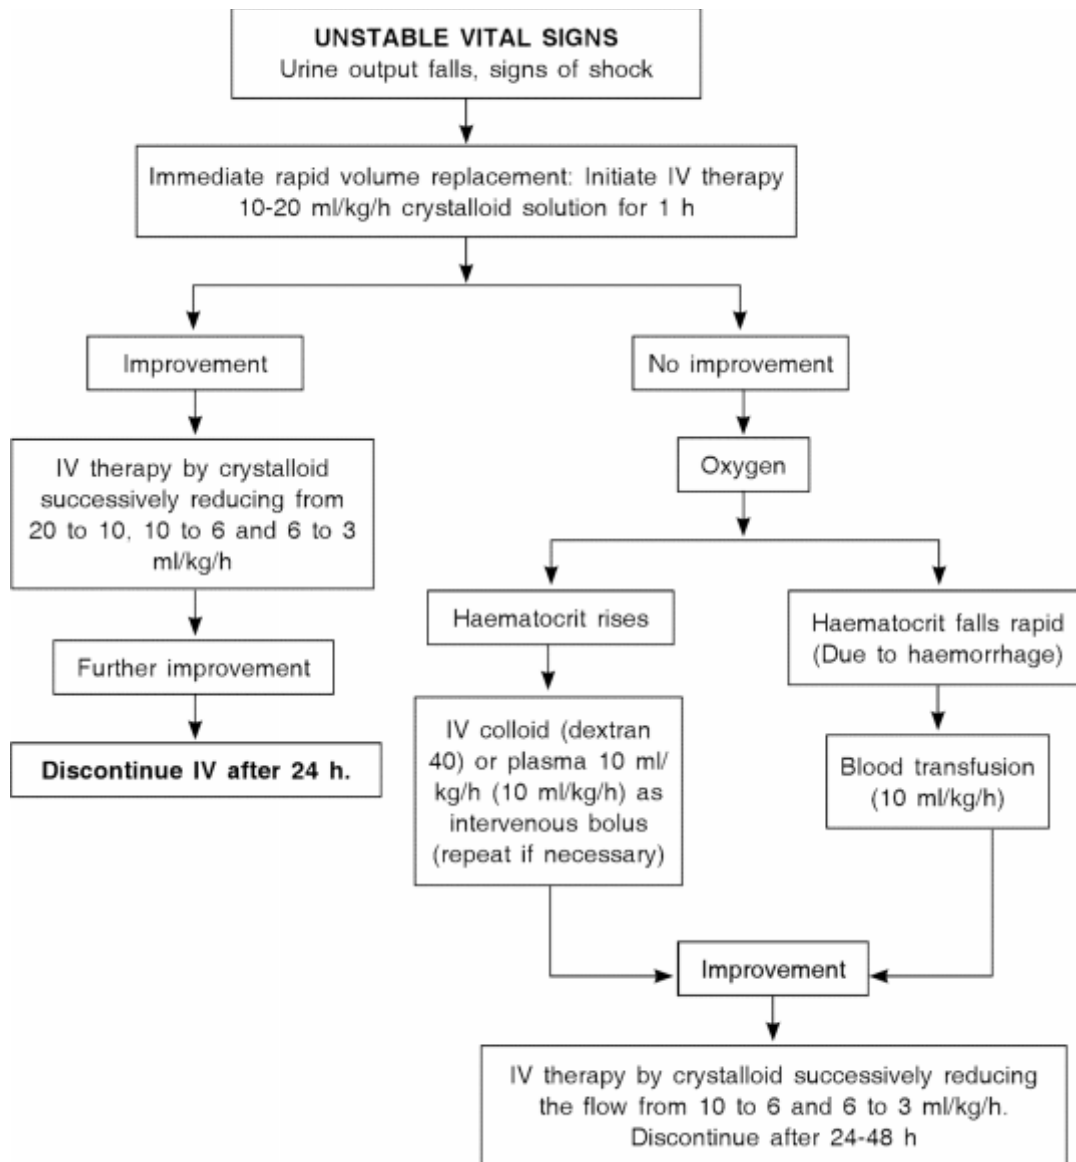 UNSTABLE VITAL SIGNS
Urine output falls, signs of shock
Immediate rapid volume replacement: Initiate IV therapy
10-20 ml/kg/h crystalloid solution for 1 h
Improvement
No improvement
IV therapy by crystalloid
successively reducing from
20 to 10, 10 to 6 and 6 to 3
ml/kg/h
Oxygen
Further improvement
Haematocrit rises
Haematocrit falls rapid
(Due to haemorrhage)
Discontinue IV after 24 h.
IV colloid (dextran
40) or plasma 10 ml/
kg/h (10 ml/kg/h) as
intervenous bolus
(repeat if necessary)
Blood transfusion
(10 ml/kg/h)
Improvement
IV therapy by crystalloid successively reducing
the flow from 10 to 6 and 6 to 3 ml/kg/h.
Discontinue after 24-48 h